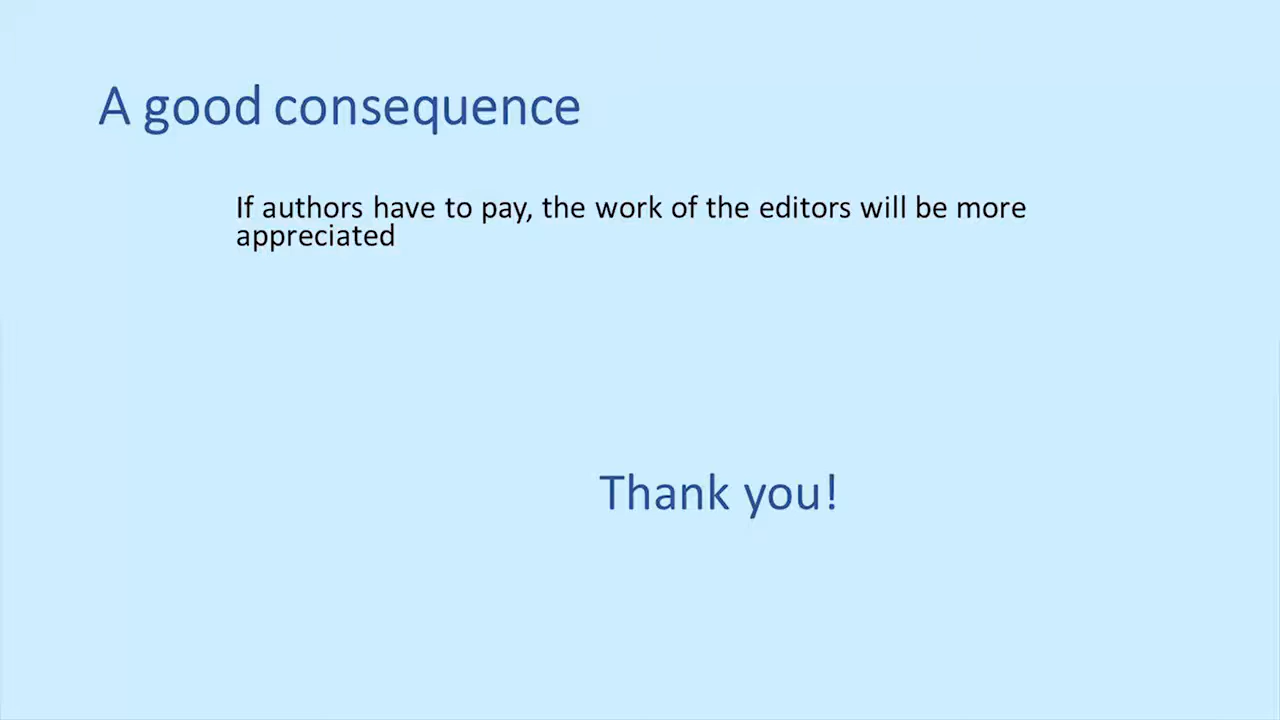 A good consequence
If authors have to pay, the work of the editors will be more
appreciated
Thank you!